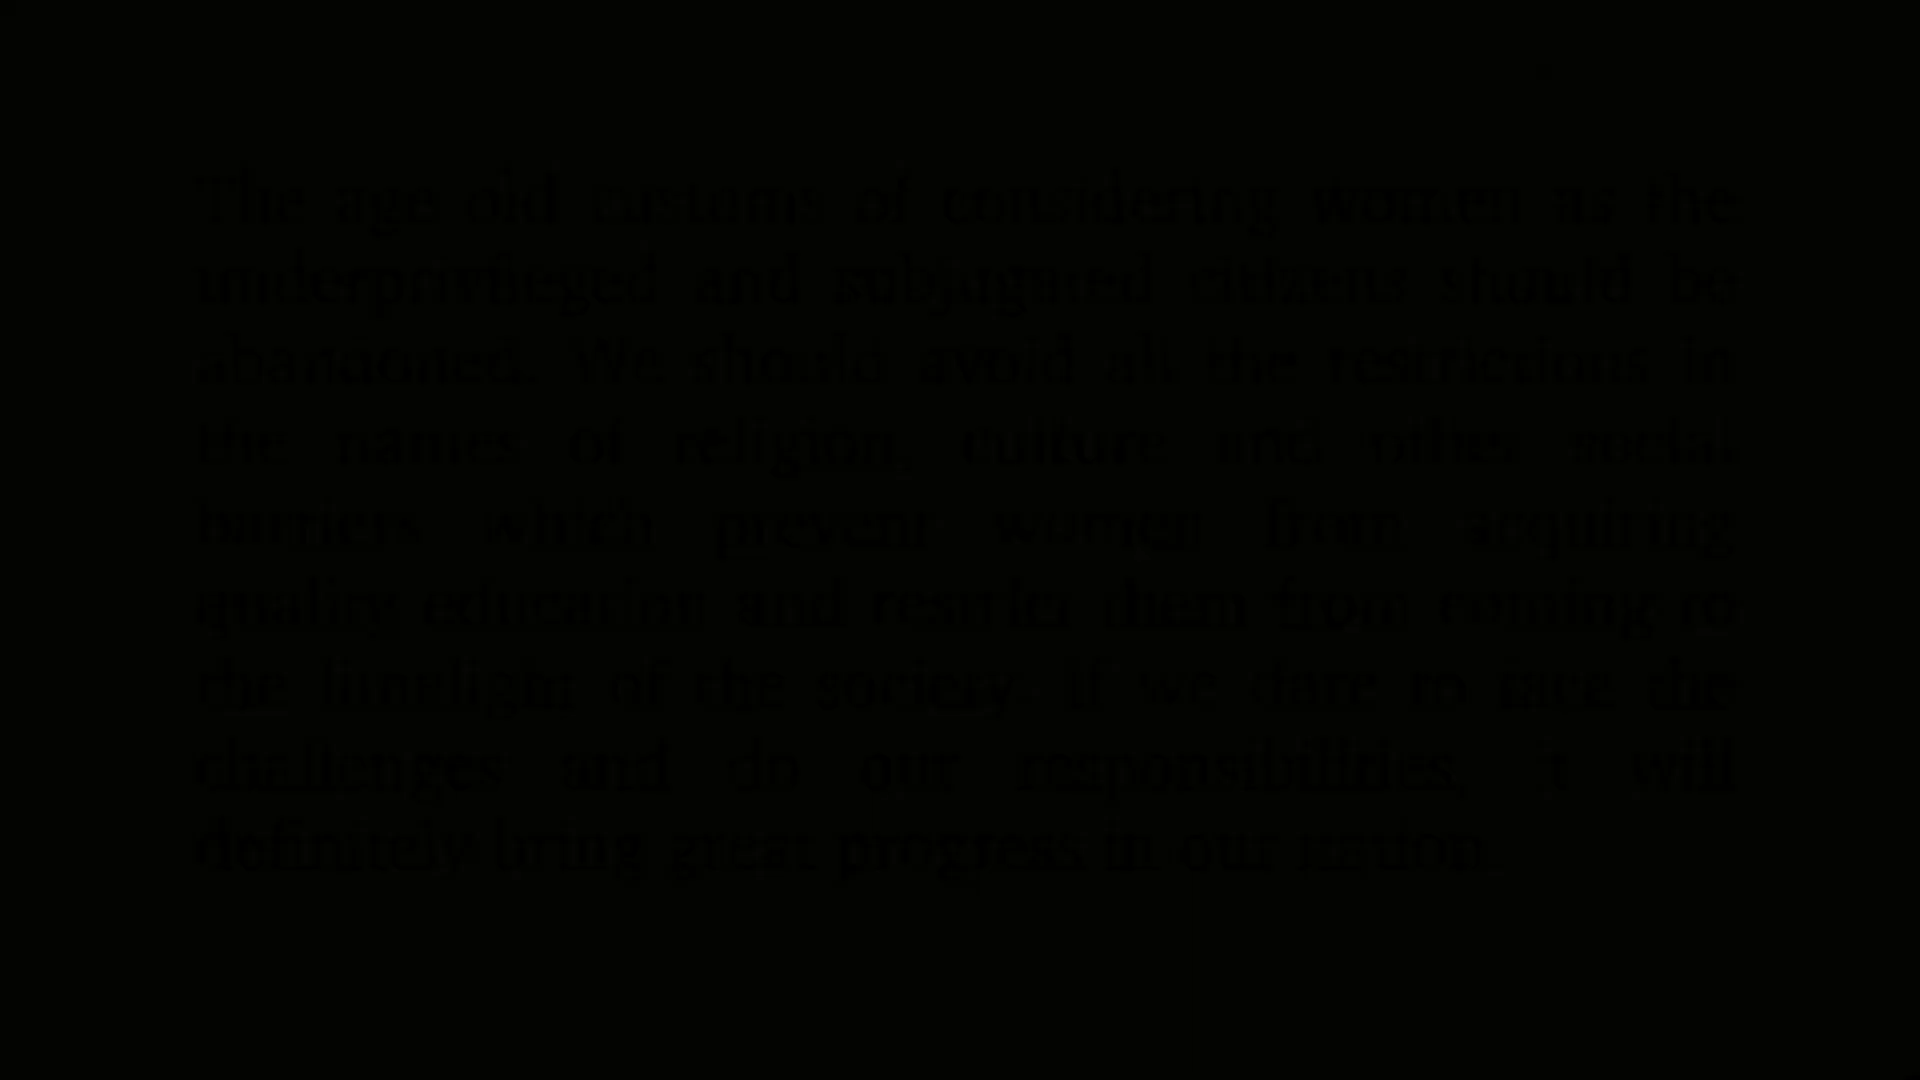 The age old customs of considering women as the
underprivileged and subjugated citizens should be
abandoned. We should avoid all the restrictions in
the names of religion, culture and other social
barriers which prevent women from acquiring
quality education and restrict them from coming to
the limelight of the society. If we dare to face the
challenges and do our responsibilities, it will
definitely bring great progress in our nation.